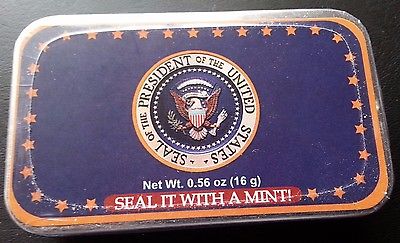 SEAL OF THE PRESIDENT OF THE UNITED STATES
Net Wt. 0.56 oz (16 g)
SEAL IT WITH A MINT!